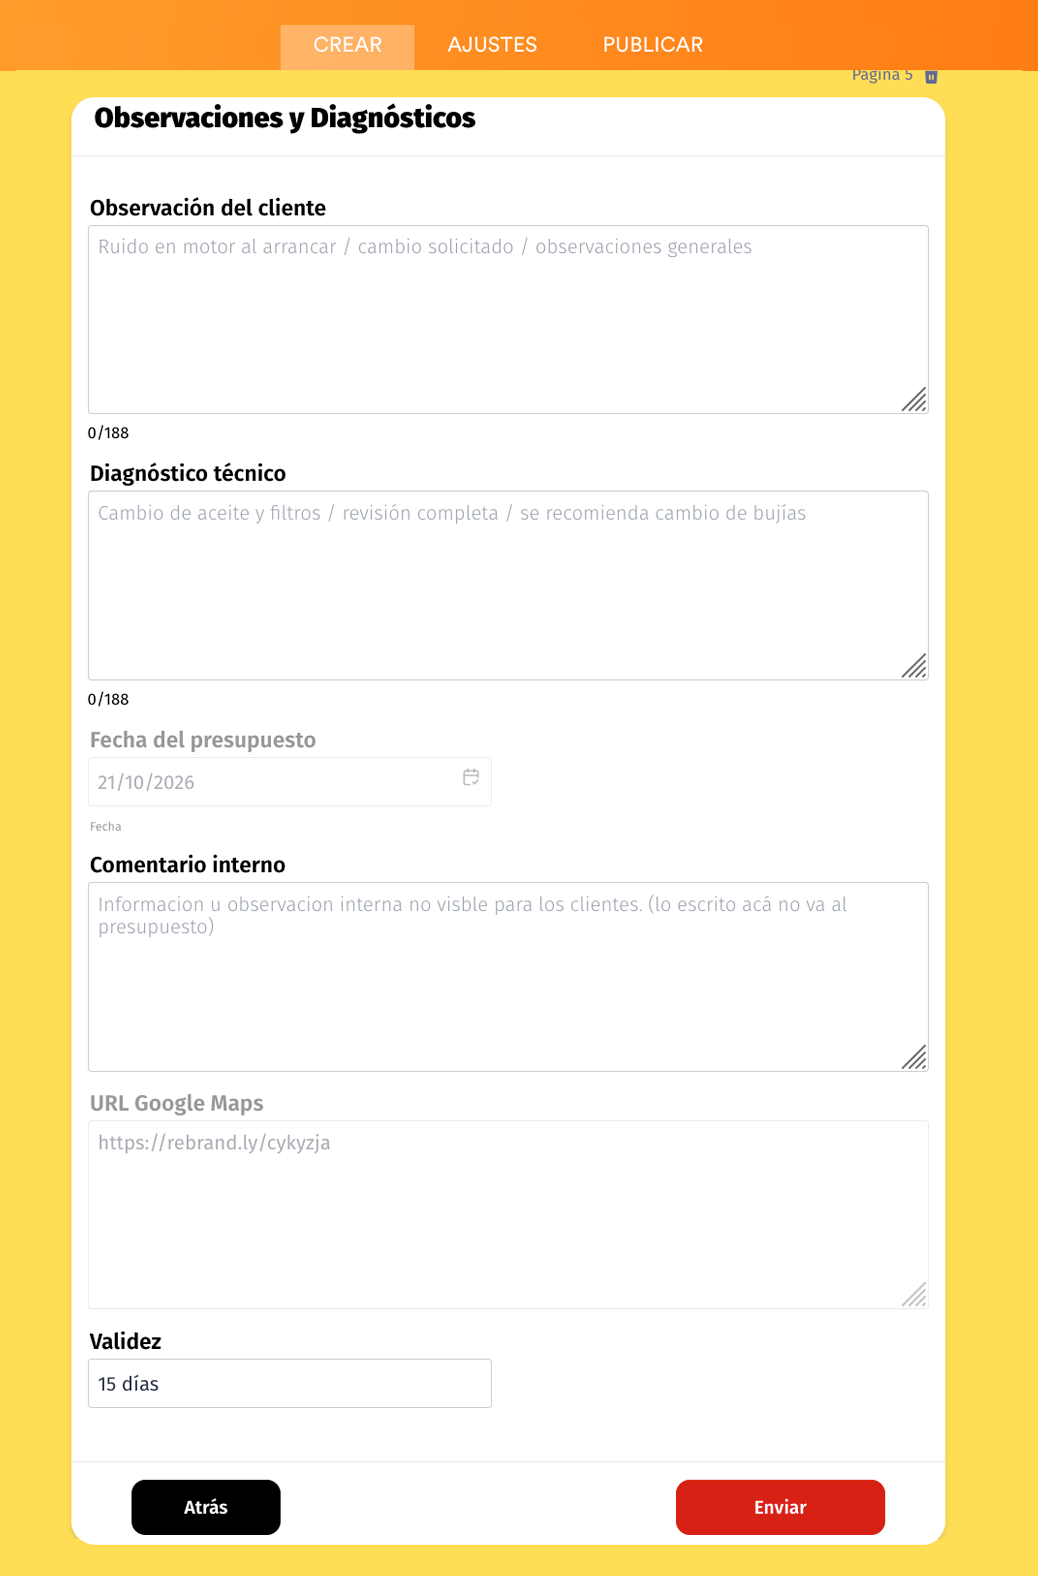 CREAR AJUSTES PUBLICAR
Página 5
Observaciones y Diagnósticos
Observación del cliente
Ruido en motor al arrancar / cambio solicitado / observaciones generales
0/188
Diagnóstico técnico
Cambio de aceite y filtros / revisión completa / se recomienda cambio de bujías
0/188
Fecha del presupuesto
21/10/2026
Fecha
Comentario interno
Informacion u observacion interna no visble para los clientes. (lo escrito acá no va al
presupuesto)
URL Google Maps
https://rebrand.ly/cykyzja
Validez
15 días
Atrás Enviar